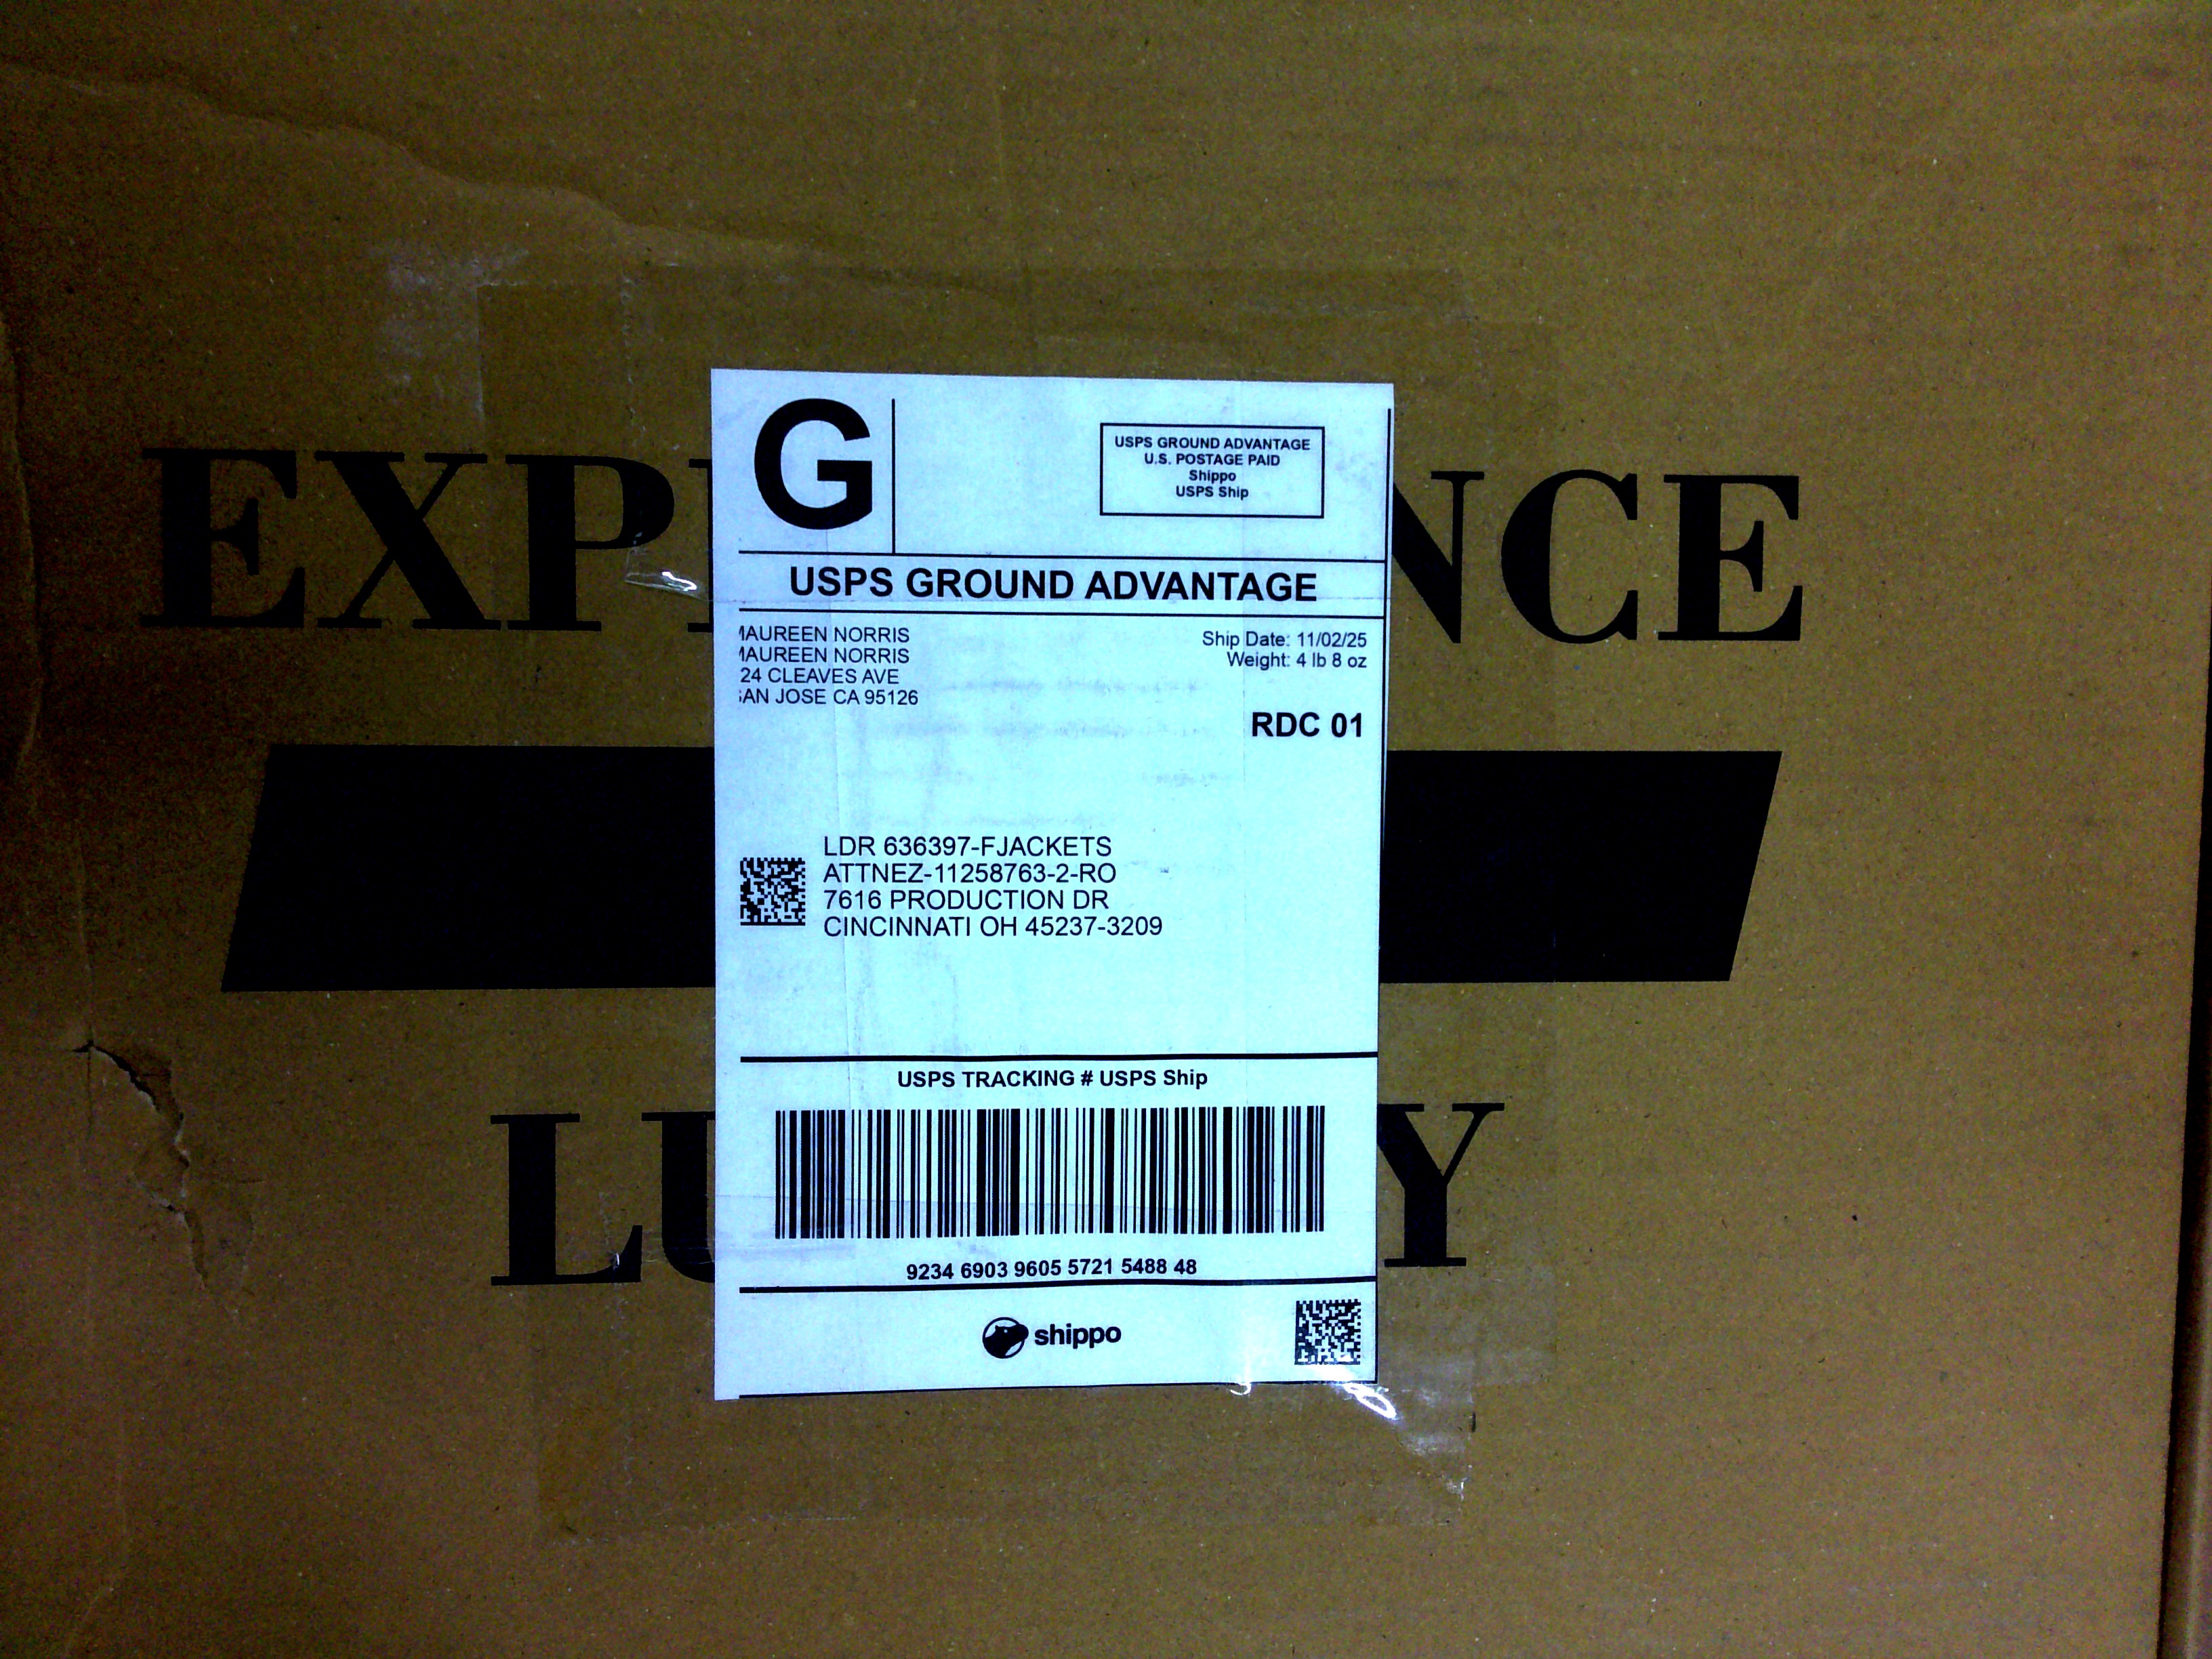 EXP NCE
G
USPS GROUND ADVANTAGE
U.S. POSTAGE PAID
Shippo
USPS Ship
USPS GROUND ADVANTAGE
AUREEN NORRIS
AUREEN NORRIS
24 CLEAVES AVE
AN JOSE CA 95126
Ship Date: 11/02/25
Weight: 4 lb 8 oz
RDC 01
LDR 636397-FJACKETS
ATTNEZ-11258763-2-RO
7616 PRODUCTION DR
CINCINNATI OH 45237-3209
USPS TRACKING # USPS Ship
9234 6903 9605 5721 5488 48
shippo
LU Y